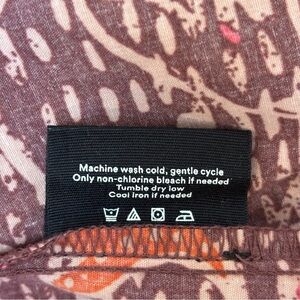 Machine wash cold, gentle cycle
Only non-chlorine bleach if needed
Tumble dry low
Cool iron if needed